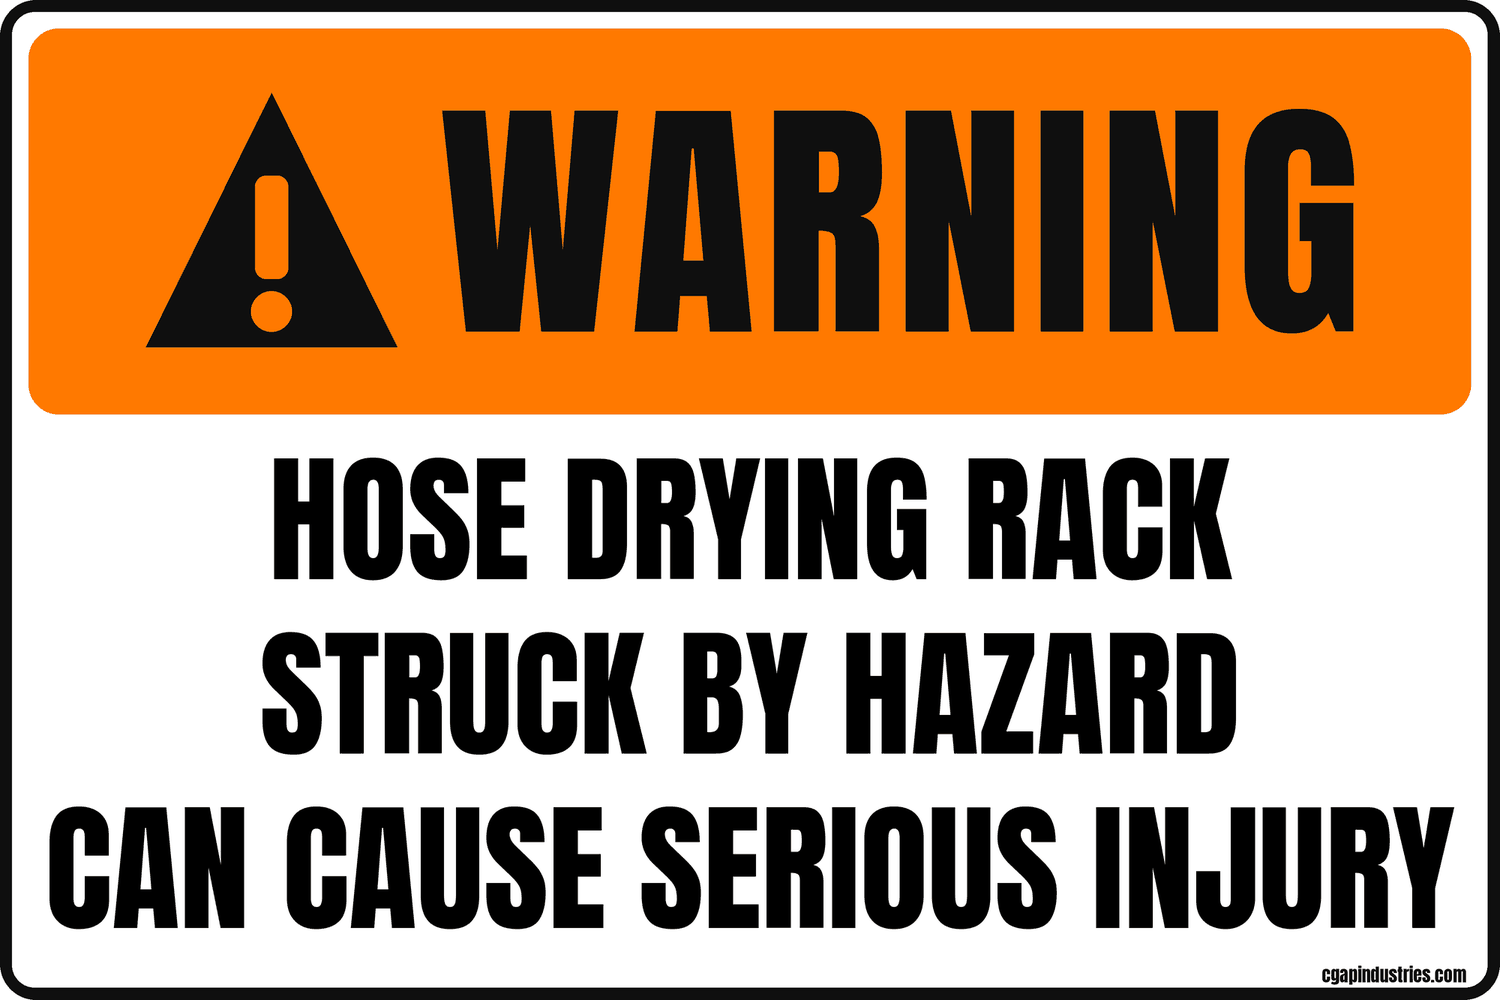 WARNING
HOSE DRYING RACK
STRUCK BY HAZARD
CAN CAUSE SERIOUS INJURY
cgapindustries.com